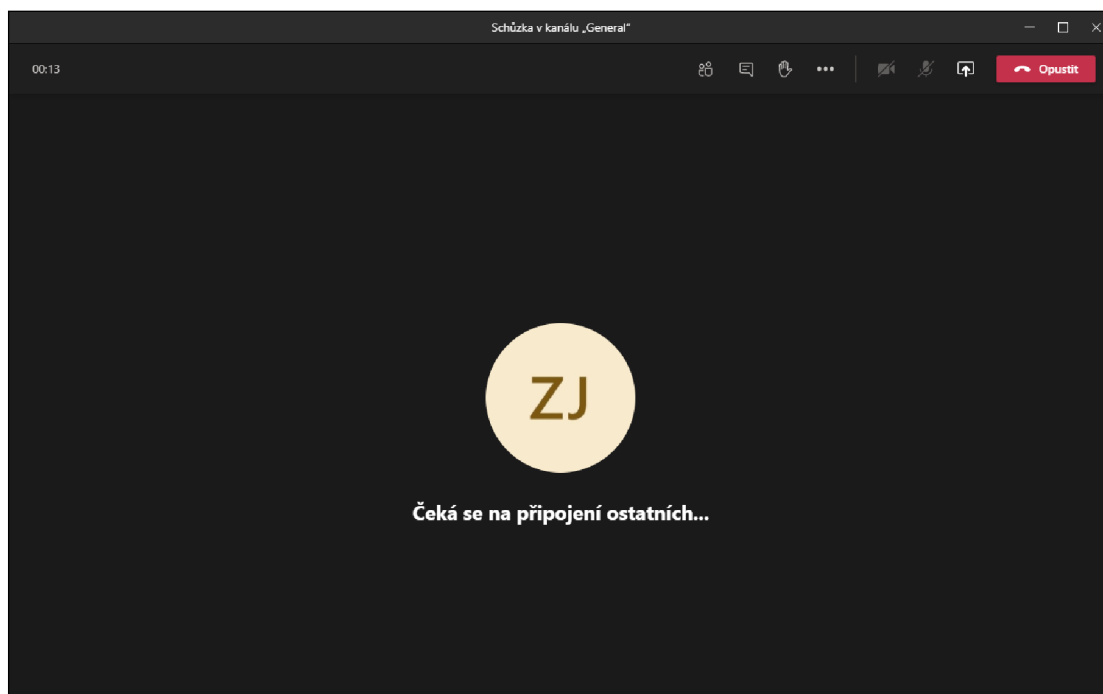 Schůzka v kanálu „General“
00:13
Opustit
ZJ
Čeká se na připojení ostatních...